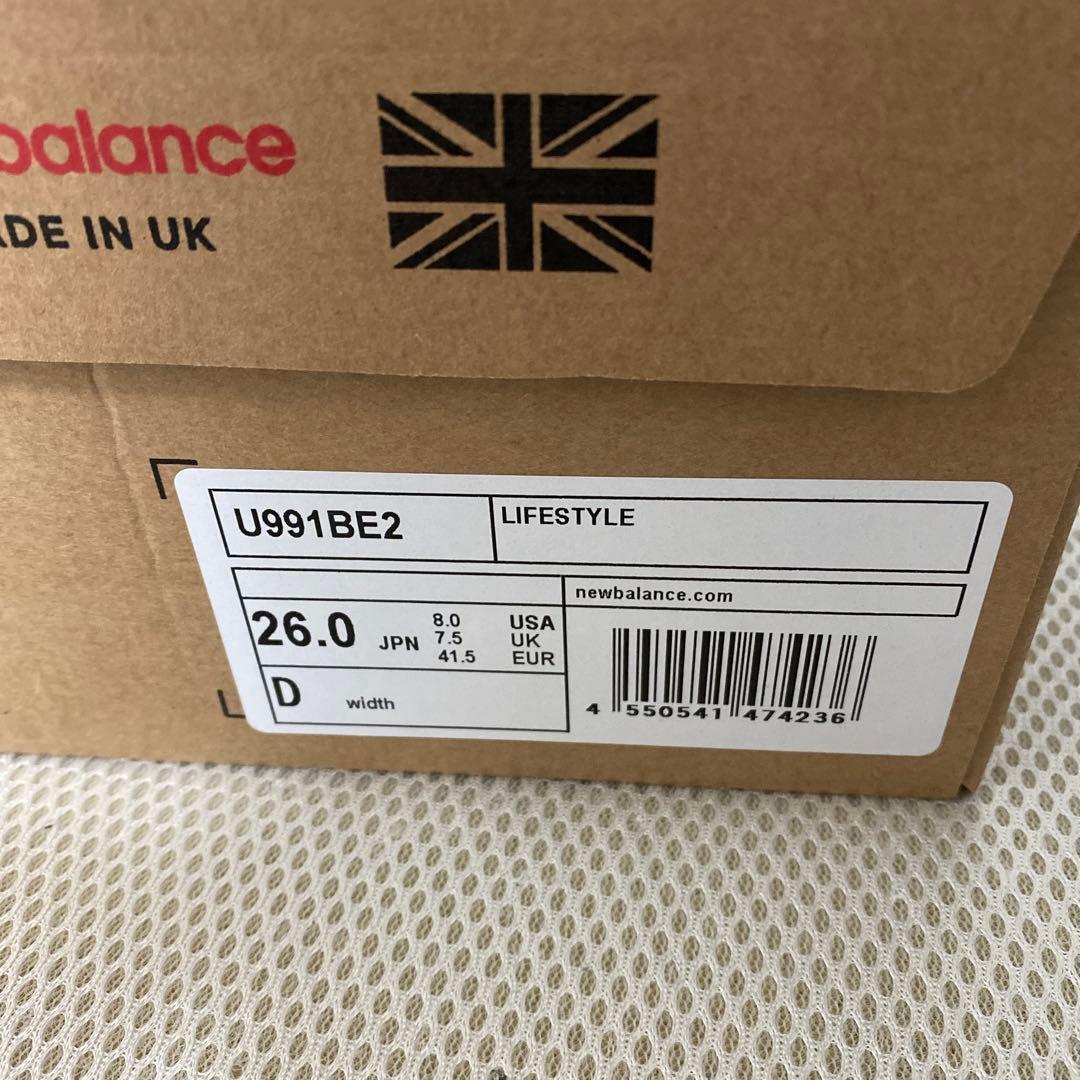 balance
MADE IN UK
U991BE2
LIFESTYLE
newbalance.com
26.0 JPN
8.0 USA
7.5 UK
41.5 EUR
D width
4 550541 474236